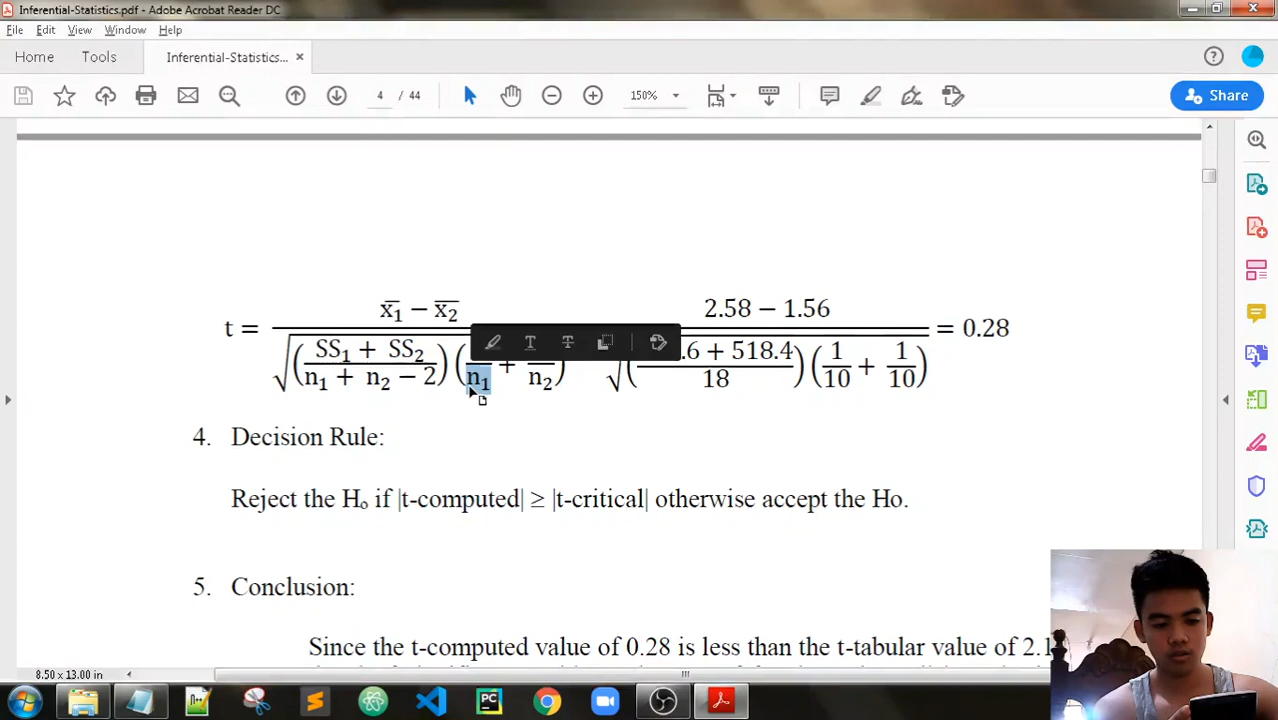 Inferential-Statistics.pdf - Adobe Acrobat Reader DC
File Edit View Window Help
Home Tools Inferential-Statistics... ×
4 / 44 150% Share
t = x̄₁ − x̄₂ / √((SS₁ + SS₂ / n₁ + n₂ − 2)( / n₁ + / n₂) 2.58 − 1.56 / √(.6 + 518.4 / 18)(1/10 + 1/10) = 0.28
4. Decision Rule:
Reject the Hₒ if |t-computed| ≥ |t-critical| otherwise accept the Ho.
5. Conclusion:
Since the t-computed value of 0.28 is less than the t-tabular value of 2.1
8.50 x 13.00 in